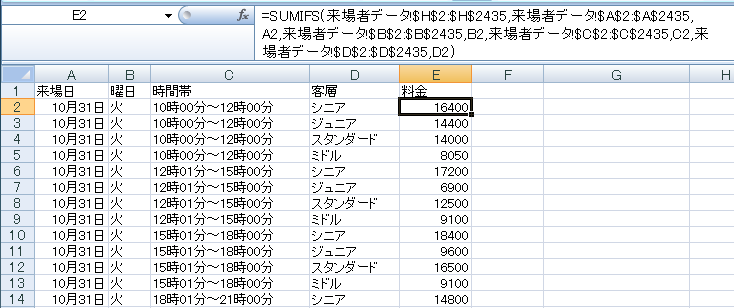 E2
=SUMIFS(来場者データ!$H$2:$H$2435,来場者データ!$A$2:$A$2435,
A2,来場者データ!$B$2:$B$2435,B2,来場者データ!$C$2:$C$2435,C2,来
場者データ!$D$2:$D$2435,D2)
A B C D E F G H
1 来場日 曜日 時間帯 客層 料金
2 10月31日 火 10時00分～12時00分 シニア 16400
3 10月31日 火 10時00分～12時00分 ジュニア 14400
4 10月31日 火 10時00分～12時00分 スタンダード 14000
5 10月31日 火 10時00分～12時00分 ミドル 8050
6 10月31日 火 12時01分～15時00分 シニア 17200
7 10月31日 火 12時01分～15時00分 ジュニア 6900
8 10月31日 火 12時01分～15時00分 スタンダード 12500
9 10月31日 火 12時01分～15時00分 ミドル 9100
10 10月31日 火 15時01分～18時00分 シニア 18400
11 10月31日 火 15時01分～18時00分 ジュニア 9600
12 10月31日 火 15時01分～18時00分 スタンダード 16500
13 10月31日 火 15時01分～18時00分 ミドル 9100
14 10月31日 火 18時01分～21時00分 シニア 14800